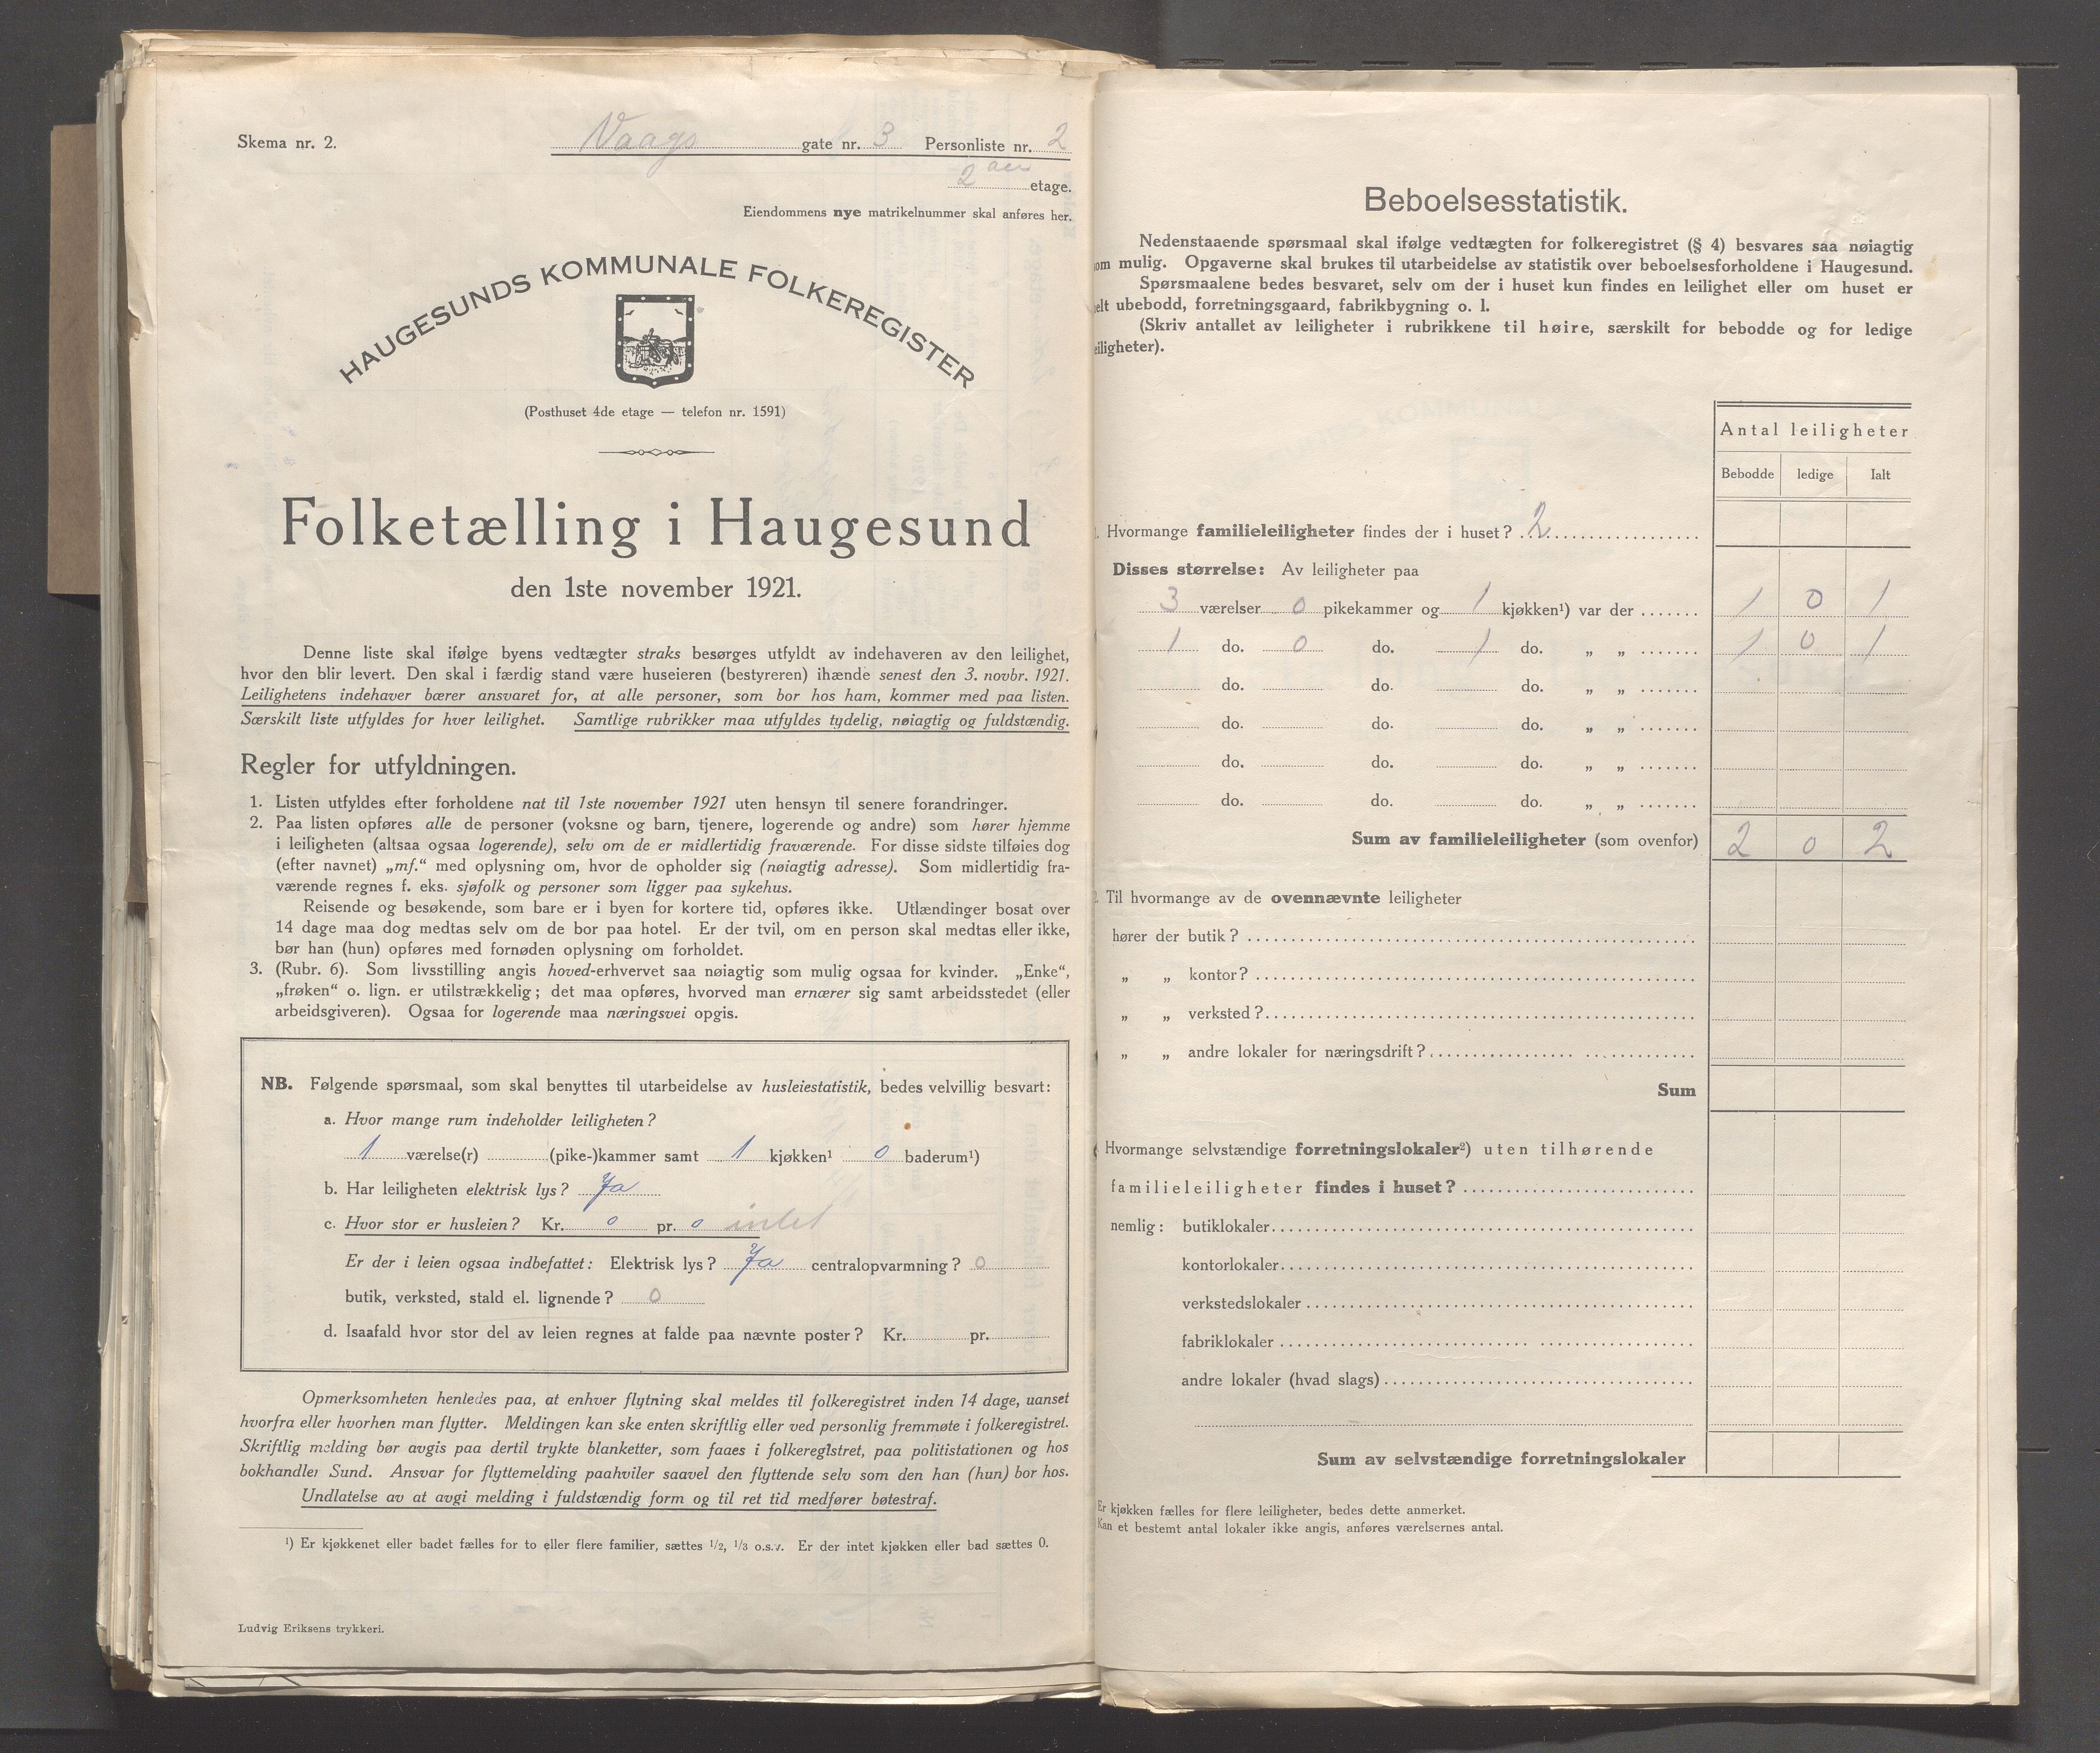 Skema nr. 2.
Vaags gate nr. 3 Personliste nr. 2
2 etage.
Eiendommens nye matrikelnummer skal anføres her.
HAUGESUNDS KOMMUNALE FOLKEREGISTER
(Posthuset 4de etage — telefon nr. 1591)
Folketælling i Haugesund
den 1ste november 1921.
Denne liste skal ifølge byens vedtægter straks besørges utfyldt av indehaveren av den leilighet,
hvor den blir levert. Den skal i færdig stand være huseieren (bestyreren) ihænde senest den 3. novbr. 1921.
Leilighetens indehaver bærer ansvaret for, at alle personer, som bor hos ham, kommer med paa listen.
Særskilt liste utfyldes for hver leilighet. Samtlige rubrikker maa utfyldes tydelig, nøiagtig og fuldstændig.
Regler for utfyldningen.
1. Listen utfyldes efter forholdene nat til 1ste november 1921 uten hensyn til senere forandringer.
2. Paa listen opføres alle de personer (voksne og barn, tjenere, logerende og andre) som hører hjemme
i leiligheten (altsaa ogsaa logerende), selv om de er midlertidig fraværende. For disse sidste tilføies dog
(efter navnet) „mf.“ med oplysning om, hvor de opholder sig (nøiagtig adresse). Som midlertidig fra-
værende regnes f. eks. sjøfolk og personer som ligger paa sykehus.
Reisende og besøkende, som bare er i byen for kortere tid, opføres ikke. Utlændinger bosat over
14 dage maa dog medtas selv om de bor paa hotel. Er der tvil, om en person skal medtas eller ikke,
bør han (hun) opføres med fornøden oplysning om forholdet.
3. (Rubr. 6). Som livsstilling angis hoved-erhvervet saa nøiagtig som mulig ogsaa for kvinder. „Enke“,
„frøken“ o. lign. er utilstrækkelig; det maa opføres, hvorved man ernærer sig samt arbeidsstedet (eller
arbeidsgiveren). Ogsaa for logerende maa næringsvei opgis.
NB. Følgende spørsmaal, som skal benyttes til utarbeidelse av husleiestatistik, bedes velvillig besvart:
a. Hvor mange rum indeholder leiligheten?
1 værelse(r) (pike-)kammer samt 1 kjøkken¹ 0 baderum¹)
b. Har leiligheten elektrisk lys? Ja
c. Hvor stor er husleien? Kr. 0 pr. 0 intet
Er der i leien ogsaa indbefattet: Elektrisk lys? Ja centralopvarmning? 0
butik, verksted, stald el. lignende? 0
d. Isaafald hvor stor del av leien regnes at falde paa nævnte poster? Kr. pr.
Opmerksomheten henledes paa, at enhver flytning skal meldes til folkeregistret inden 14 dage, uanset
hvorfra eller hvorhen man flytter. Meldingen kan ske enten skriftlig eller ved personlig fremmøte i folkeregistret.
Skriftlig melding bør avgis paa dertil trykte blanketter, som faaes i folkeregistret, paa politistationen og hos
bokhandler Sund. Ansvar for flyttemelding paahviler saavel den flyttende selv som den han (hun) bor hos.
Undlatelse av at avgi melding i fuldstændig form og til ret tid medfører bøtestraf.
¹) Er kjøkkenet eller badet fælles for to eller flere familier, sættes 1/2, 1/3 o.s.v. Er der intet kjøkken eller bad sættes 0.
Ludvig Eriksens trykkeri.
Beboelsesstatistik.
Nedenstaaende spørsmaal skal ifølge vedtægten for folkeregistret (§ 4) besvares saa nøiagtig
om mulig. Opgaverne skal brukes til utarbeidelse av statistik over beboelsesforholdene i Haugesund.
Spørsmaalene bedes besvaret, selv om der i huset kun findes en leilighet eller om huset er
elt ubebodd, forretningsgaard, fabrikbygning o. l.
(Skriv antallet av leiligheter i rubrikkene til høire, særskilt for bebodde og for ledige
eiligheter).
Antal leiligheter
Bebodde ledige Ialt
Hvormange familieleiligheter findes der i huset? 2
Disses størrelse: Av leiligheter paa
3 værelser 0 pikekammer og 1 kjøkken¹) var der 1 0 1
1 do. 0 do. 1 do. „ „ 1 0 1
do. do. do. „ „
do. do. do. „ „
do. do. do. „ „
do. do. do. „ „
Sum av familieleiligheter (som ovenfor) 2 0 2
Til hvormange av de ovennævnte leiligheter
hører der butik?
„ „ kontor?
„ „ verksted?
„ „ andre lokaler for næringsdrift?
Sum
Hvormange selvstændige forretningslokaler²) uten tilhørende
familieleiligheter findes i huset?
nemlig: butiklokaler
kontorlokaler
verkstedslokaler
fabriklokaler
andre lokaler (hvad slags)
Sum av selvstændige forretningslokaler
Er kjøkken fælles for flere leiligheter, bedes dette anmerket.
Kan et bestemt antal lokaler ikke angis, anføres værelsernes antal.